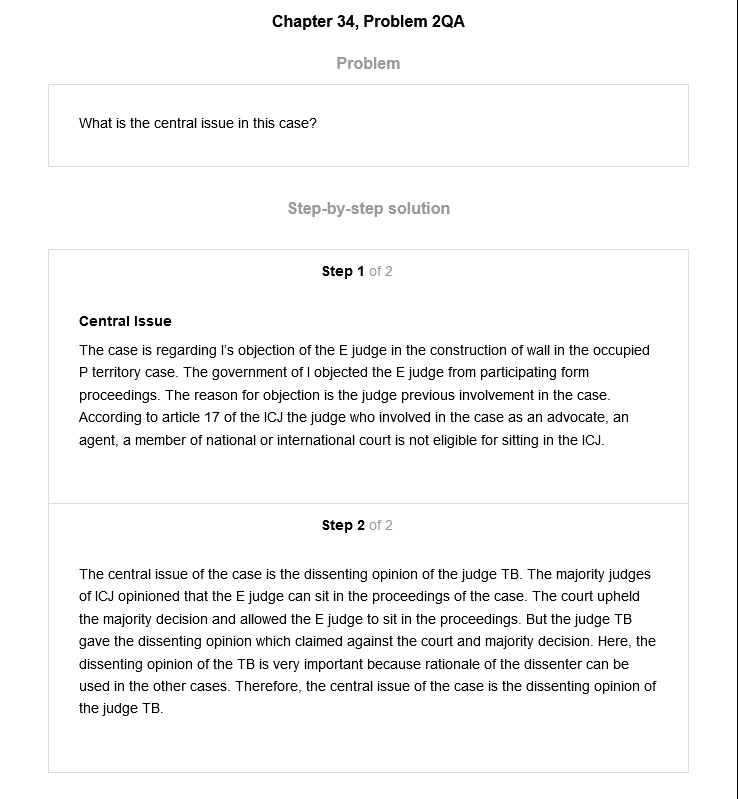 Chapter 34, Problem 2QA
Problem
What is the central issue in this case?
Step-by-step solution
Step 1 of 2
Central Issue
The case is regarding I's objection of the E judge in the construction of wall in the occupied
P territory case. The government of I objected the E judge from participating form
proceedings. The reason for objection is the judge previous involvement in the case.
According to article 17 of the ICJ the judge who involved in the case as an advocate, an
agent, a member of national or international court is not eligible for sitting in the ICJ.
Step 2 of 2
The central issue of the case is the dissenting opinion of the judge TB. The majority judges
of ICJ opinioned that the E judge can sit in the proceedings of the case. The court upheld
the majority decision and allowed the E judge to sit in the proceedings. But the judge TB
gave the dissenting opinion which claimed against the court and majority decision. Here, the
dissenting opinion of the TB is very important because rationale of the dissenter can be
used in the other cases. Therefore, the central issue of the case is the dissenting opinion of
the judge TB.